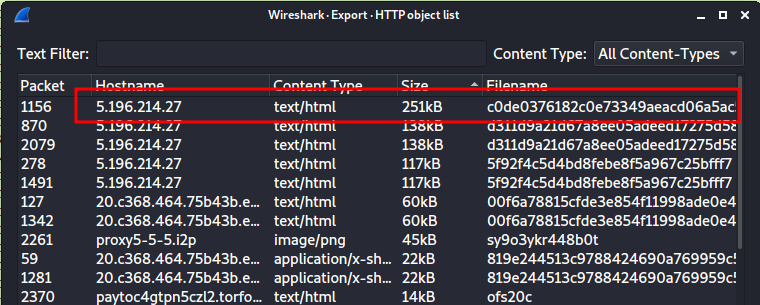 Wireshark · Export · HTTP object list
Text Filter: Content Type: All Content-Types
Packet Hostname Content Type Size Filename
1156 5.196.214.27 text/html 251kB c0de0376182c0e73349aeacd06a5ac
870 5.196.214.27 text/html 138kB d311d9a21d67a8ee05adeed17275d58
2079 5.196.214.27 text/html 138kB d311d9a21d67a8ee05adeed17275d58
278 5.196.214.27 text/html 117kB 5f92f4c5d4bd8febe8f5a967c25bfff7
1491 5.196.214.27 text/html 117kB 5f92f4c5d4bd8febe8f5a967c25bfff7
127 20.c368.464.75b43b.e... text/html 60kB 00f6a78815cfde3e854f11998ade0e4
1342 20.c368.464.75b43b.e... text/html 60kB 00f6a78815cfde3e854f11998ade0e4
2261 proxy5-5-5.i2p image/png 45kB sy9o3ykr448b0t
59 20.c368.464.75b43b.e... application/x-sh... 22kB 819e244513c9788424690a769959c5
1281 20.c368.464.75b43b.e... application/x-sh... 22kB 819e244513c9788424690a769959c5
2370 paytoc4gtpn5czl2.torfo... text/html 14kB ofs20c